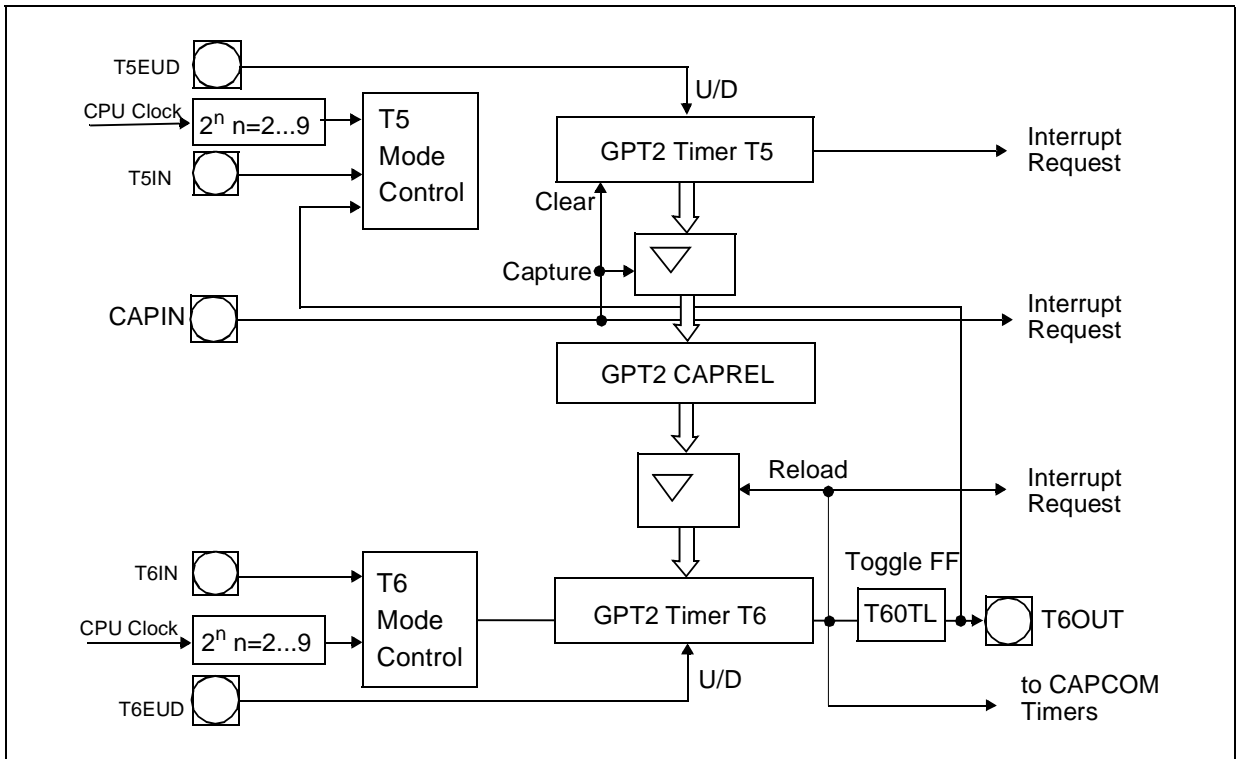 T5EUD
U/D
CPU Clock
2ⁿ n=2...9
T5
Mode
Control
GPT2 Timer T5
Interrupt
Request
T5IN
Clear
Capture
CAPIN
Interrupt
Request
GPT2 CAPREL
Reload
Interrupt
Request
T6IN
T6
Mode
Control
Toggle FF
GPT2 Timer T6
T60TL
T6OUT
CPU Clock
2ⁿ n=2...9
U/D
T6EUD
to CAPCOM
Timers